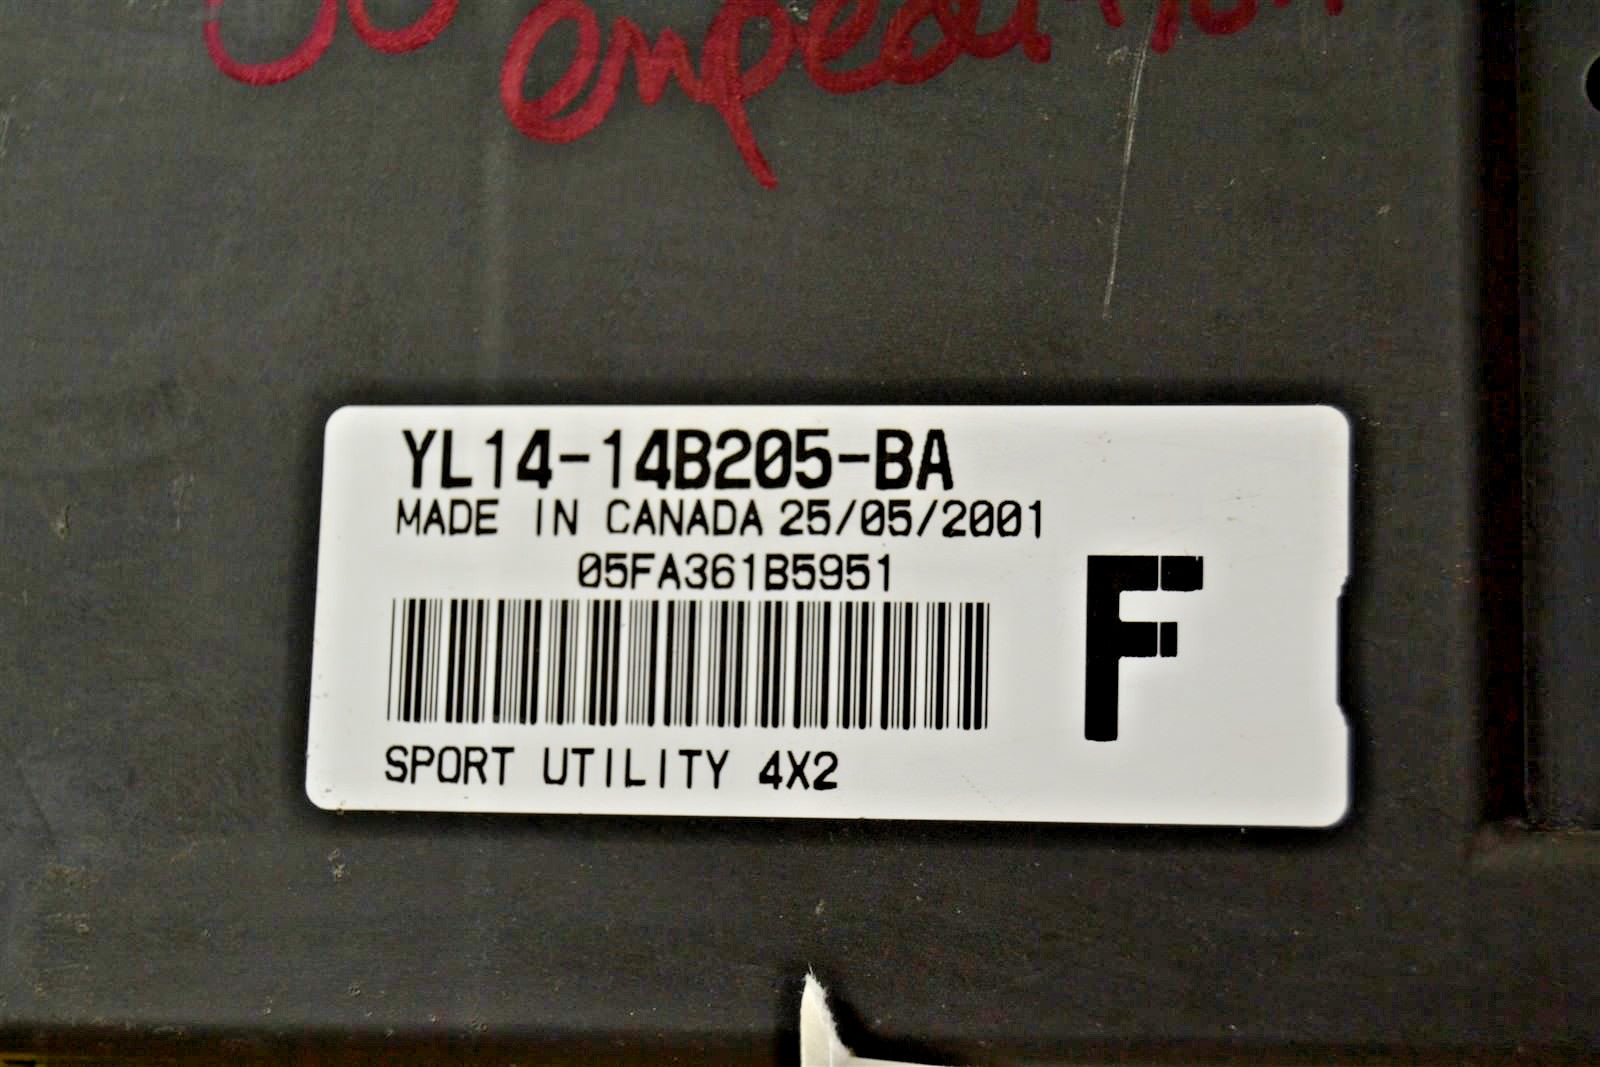 expedition
YL14-14B205-BA
MADE IN CANADA 25/05/2001
05FA361B5951
F
SPORT UTILITY 4X2